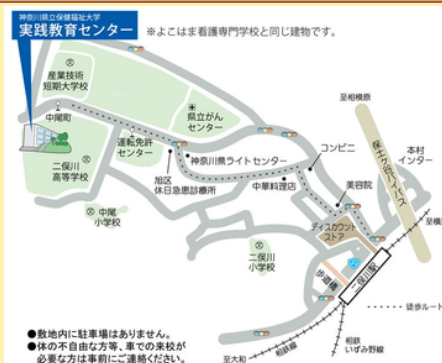 神奈川県立保健福祉大学
実践教育センター
※よこはま看護専門学校と同じ建物です。
産業技術
短期大学校
中尾町
県立がん
センター
運転免許
センター
至相模原
保土ケ谷バイパス
本村
インター
コンビニ
神奈川県ライトセンター
二俣川
高等学校
旭区
休日急患診療所
中華料理店
美容院
中尾
小学校
ディスカウント
ストア
至横
二俣川
小学校
歩道橋
二俣川駅
徒歩ルート
●敷地内に駐車場はありません。
●体の不自由な方等、車での来校が
必要な方は事前にご連絡ください。
至大和
相鉄線
相鉄
いずみ野線